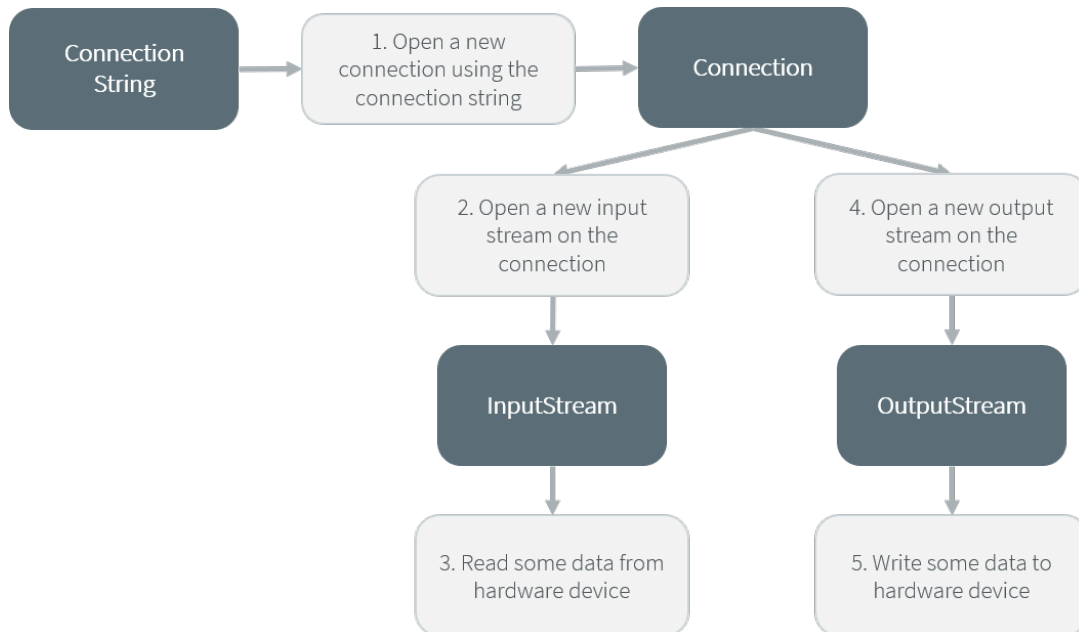 Connection
String
1. Open a new
connection using the
connection string
Connection
2. Open a new input
stream on the
connection
4. Open a new output
stream on the
connection
InputStream
OutputStream
3. Read some data from
hardware device
5. Write some data to
hardware device